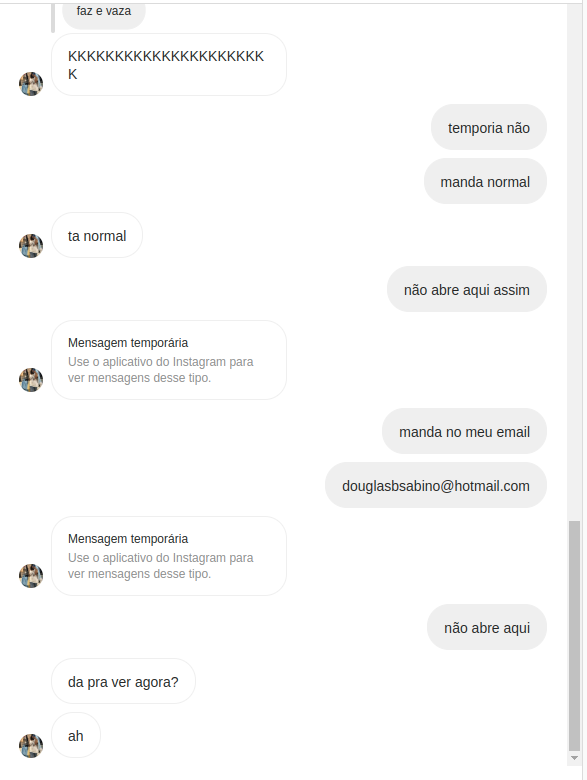 faz e vaza
KKKKKKKKKKKKKKKKKKKKK
K
temporia não
manda normal
ta normal
não abre aqui assim
Mensagem temporária
Use o aplicativo do Instagram para
ver mensagens desse tipo.
manda no meu email
douglasbsabino@hotmail.com
Mensagem temporária
Use o aplicativo do Instagram para
ver mensagens desse tipo.
não abre aqui
da pra ver agora?
ah